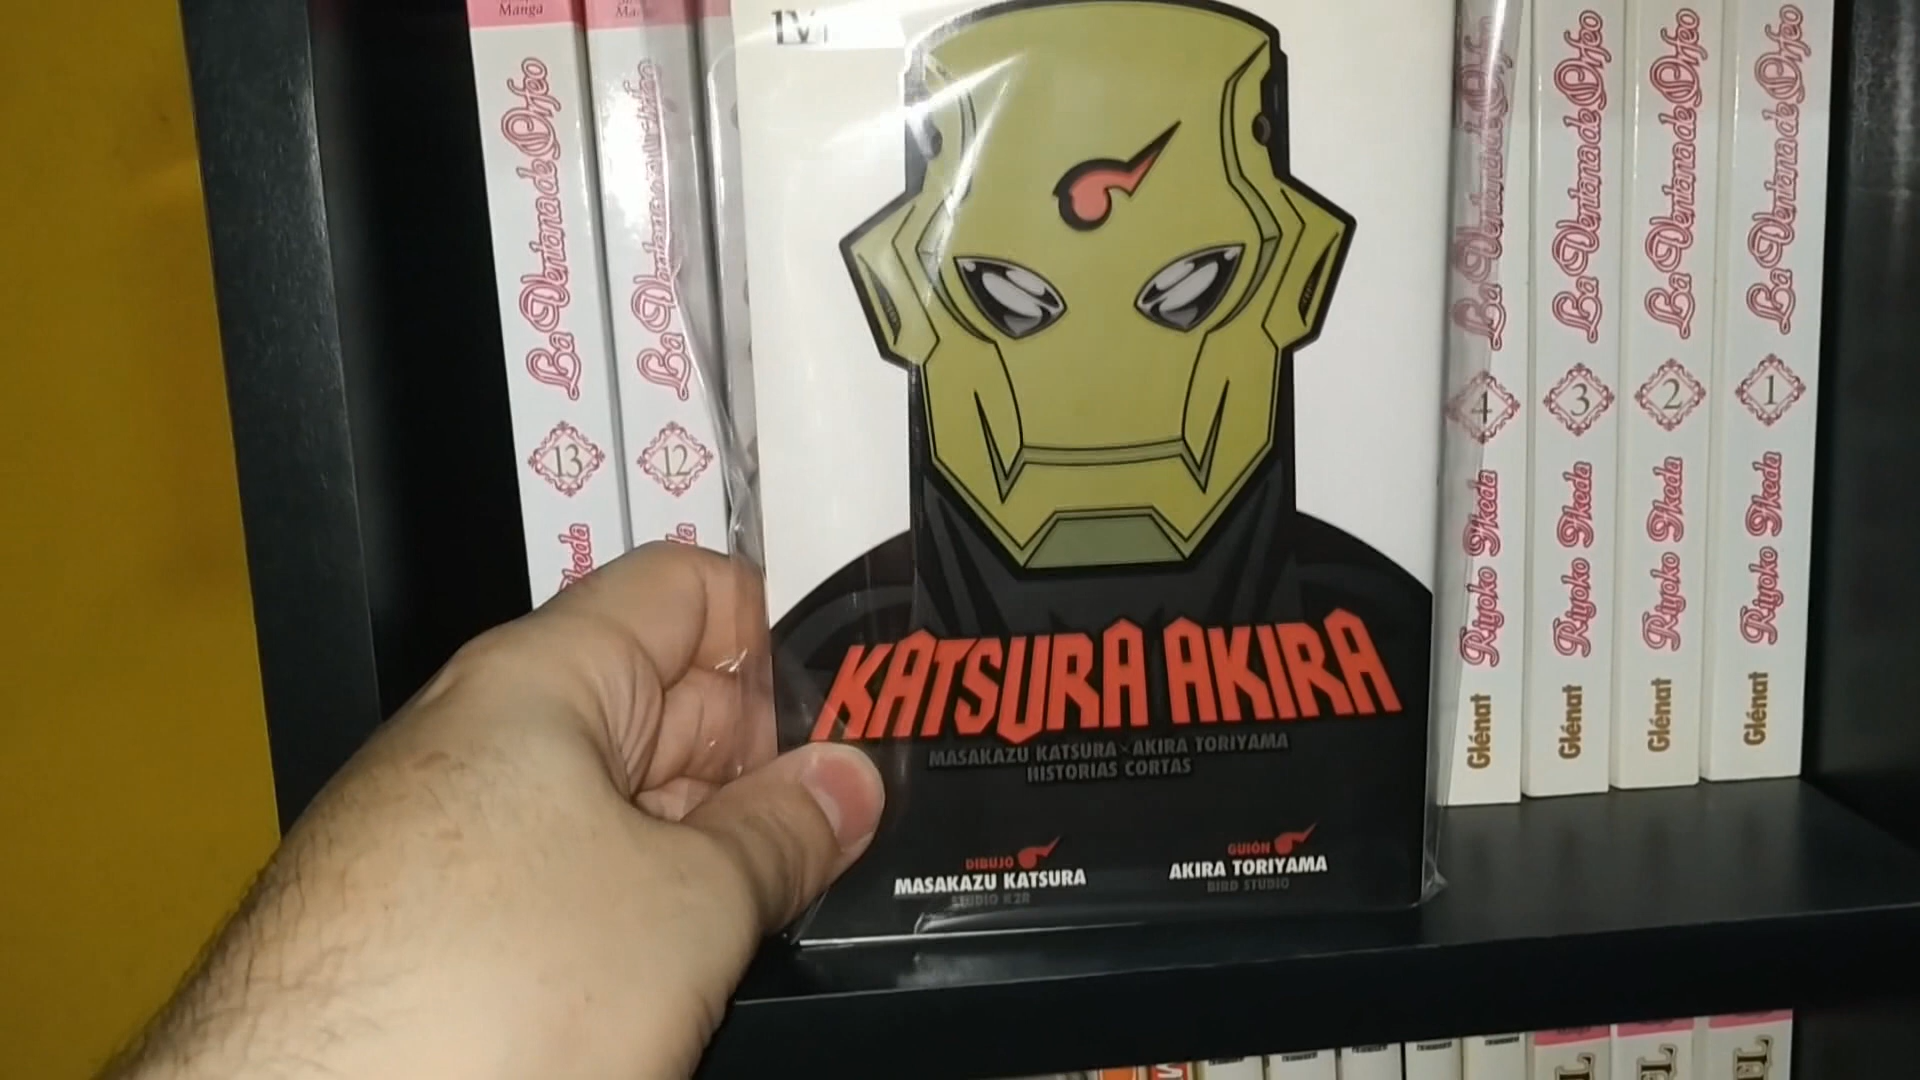 Manga
La Ventana de Orfeo
13
Ikeda
12
KATSURA AKIRA
MASAKAZU KATSURA × AKIRA TORIYAMA
HISTORIAS CORTAS
DIBUJO
MASAKAZU KATSURA
STUDIO K2R
GUIÓN
AKIRA TORIYAMA
BIRD STUDIO
La Ventana de Orfeo
4
Riyoko Ikeda
Glénat
La Ventana de Orfeo
3
Riyoko Ikeda
Glénat
La Ventana de Orfeo
2
Riyoko Ikeda
Glénat
La Ventana de Orfeo
1
Riyoko Ikeda
Glénat